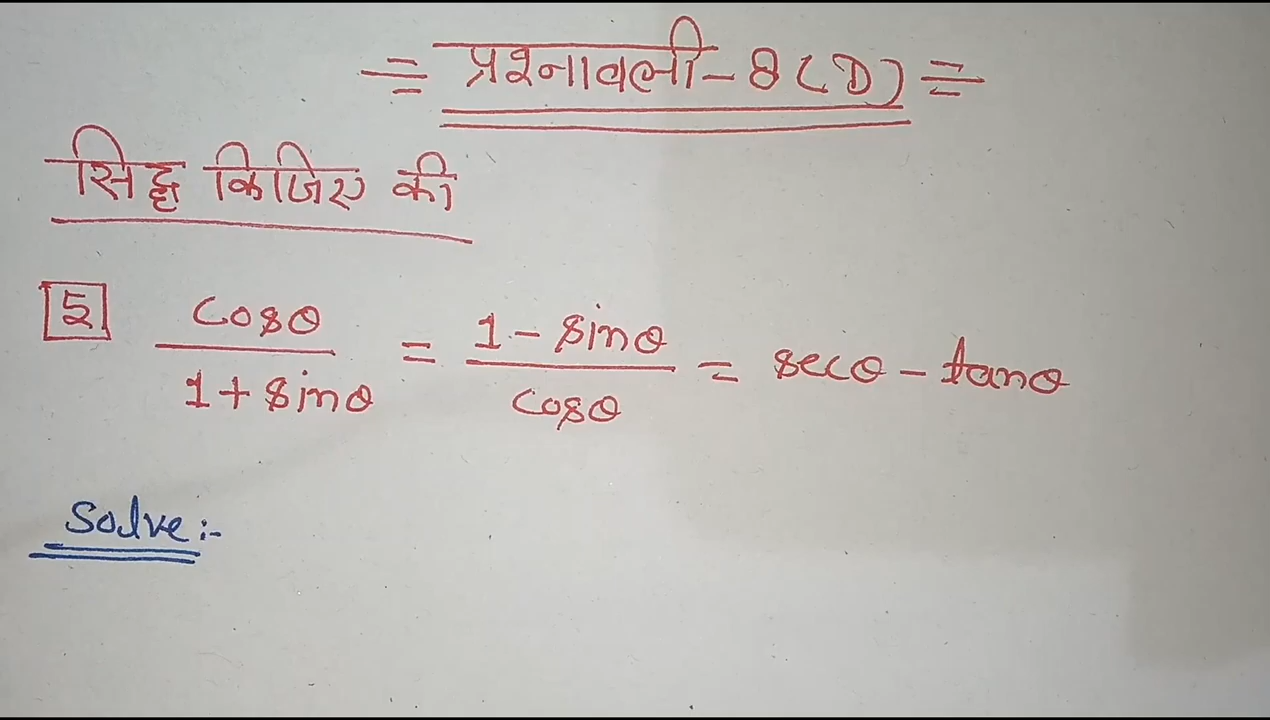 = प्रश्नावली - 8 (D) =
सिद्ध किजिए की
5 cosθ / 1 + sinθ = 1 - sinθ / cosθ = secθ - tanθ
Solve:-